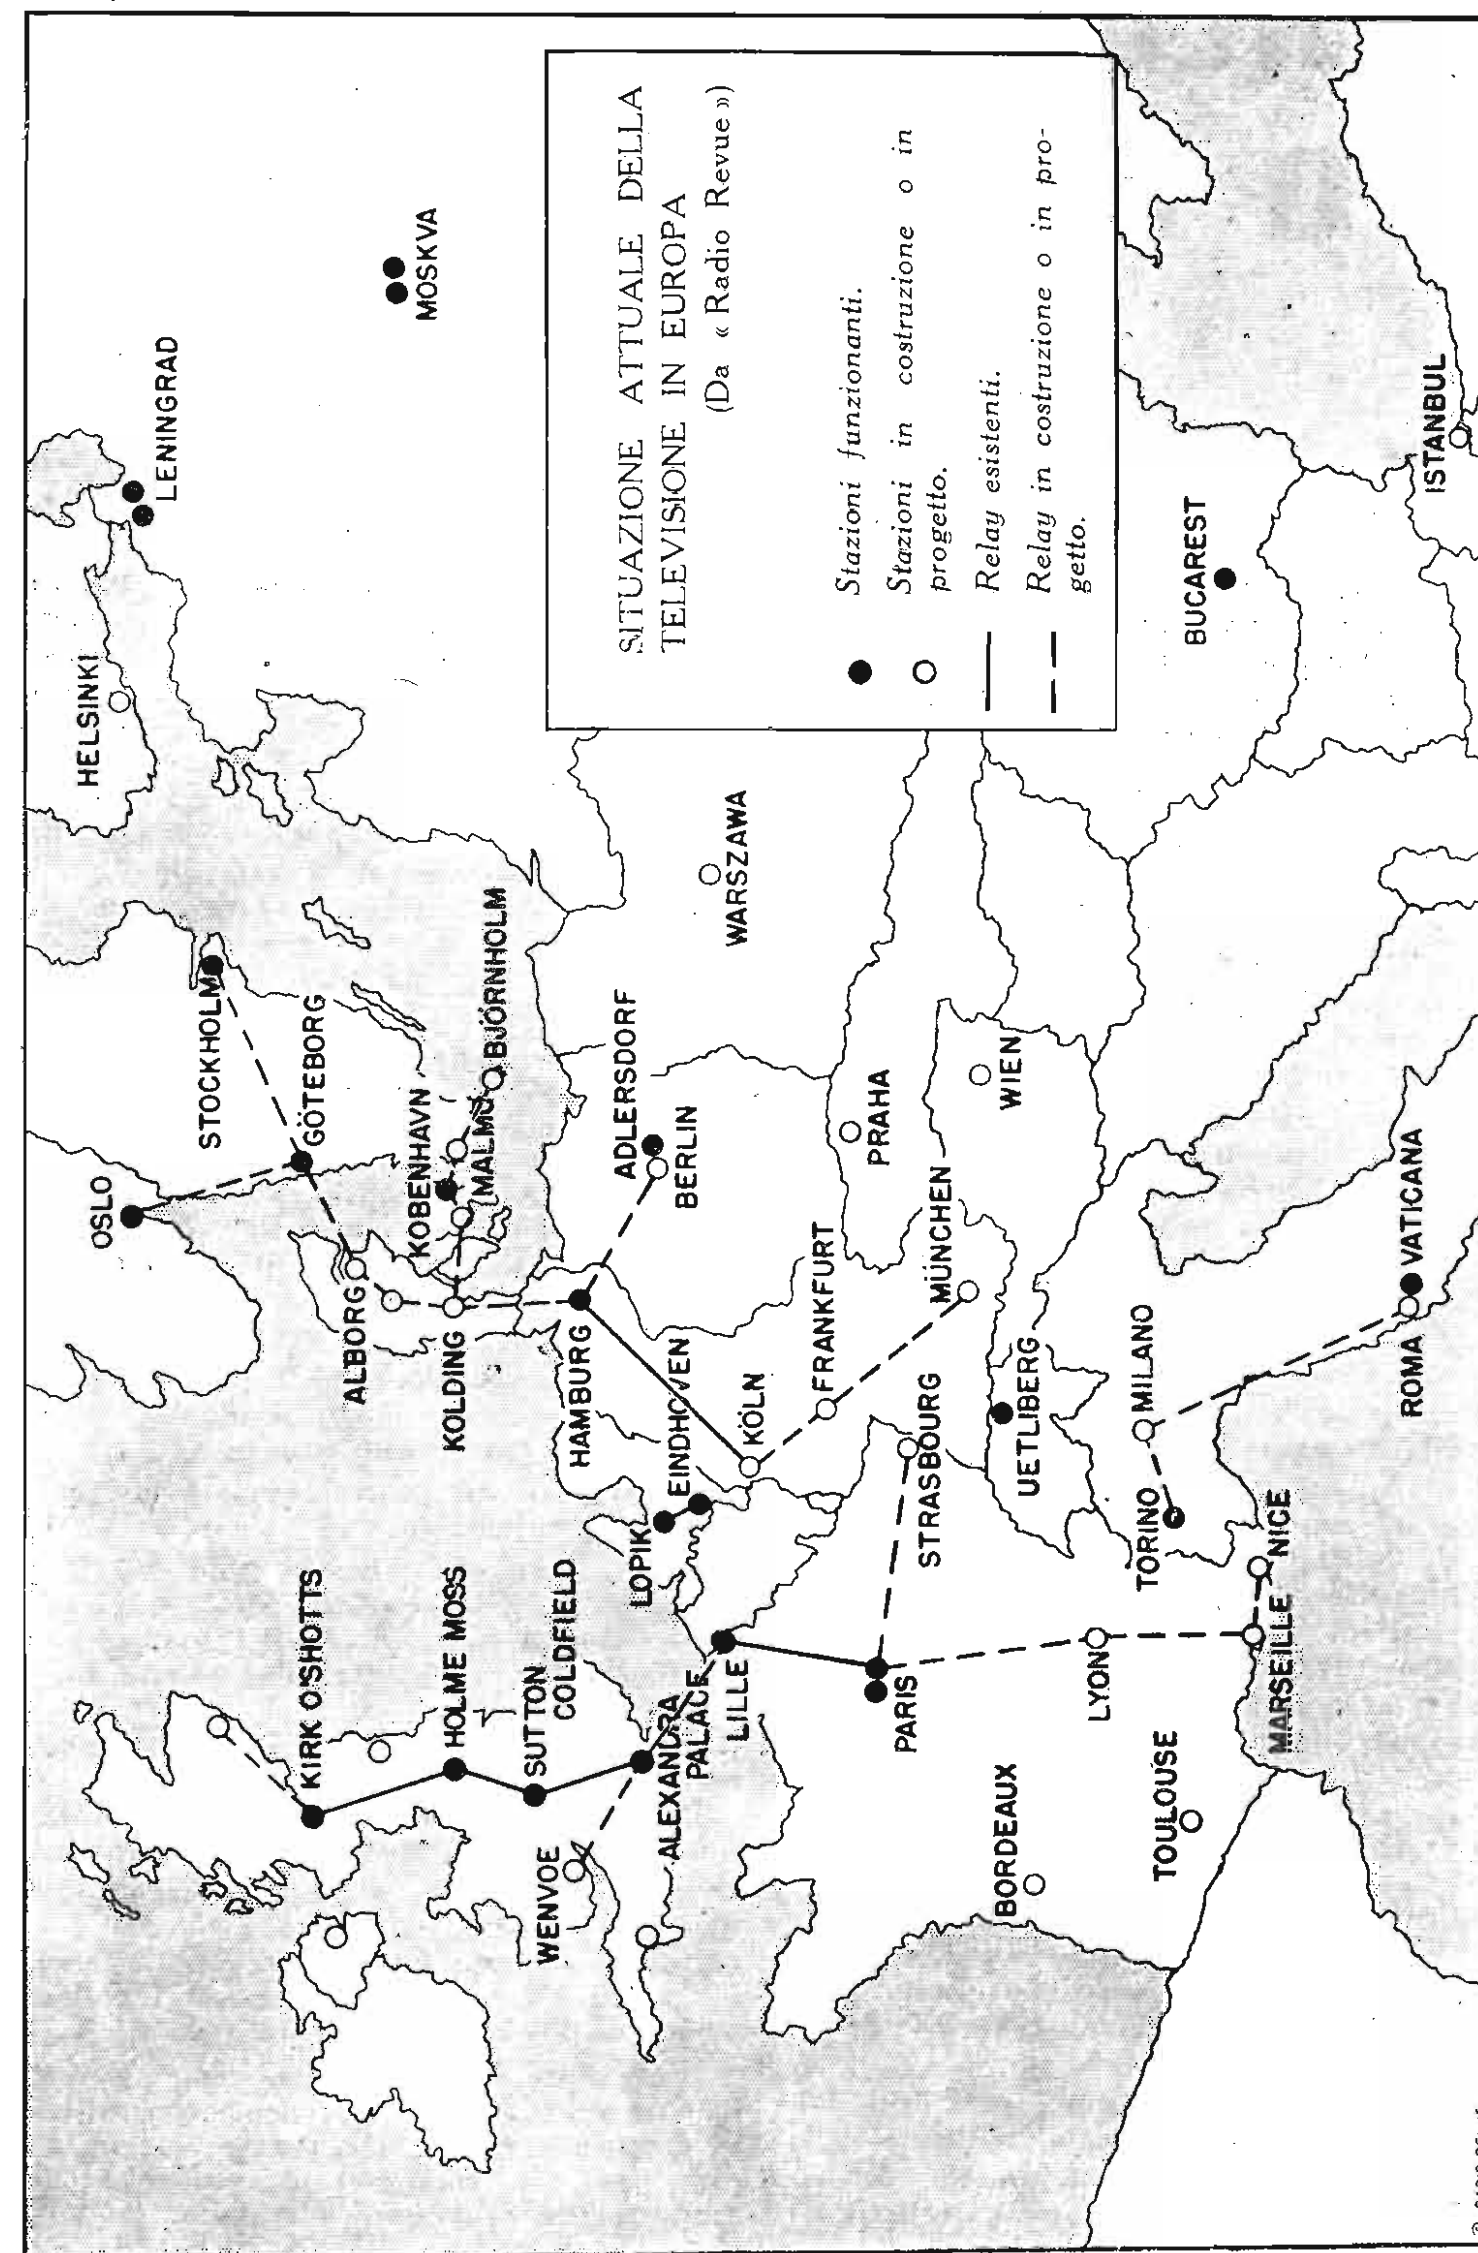 SITUAZIONE ATTUALE DELLA
TELEVISIONE IN EUROPA
(Da « Radio Revue »)
Stazioni funzionanti.
Stazioni in costruzione o in
progetto.
Relay esistenti.
Relay in costruzione o in pro-
getto.
MOSKVA
LENINGRAD
HELSINKI
STOCKHOLM
OSLO
GÖTEBORG
ALBORG
KOLDING
KOBENHAVN
MALMÖ
BJÖRNHOLM
HAMBURG
ADLERSDORF
BERLIN
WARSZAWA
PRAHA
WIEN
MÜNCHEN
FRANKFURT
KÖLN
EINDHOVEN
LOPIK
KIRK O'SHOTTS
HOLME MOSS
SUTTON
COLDFIELD
WENVOE
ALEXANDRA
PALACE
LILLE
PARIS
STRASBOURG
UETLIBERG
LYON
BORDEAUX
TOULOUSE
MARSEILLE
NICE
TORINO
MILANO
ROMA
VATICANA
BUCAREST
ISTANBUL